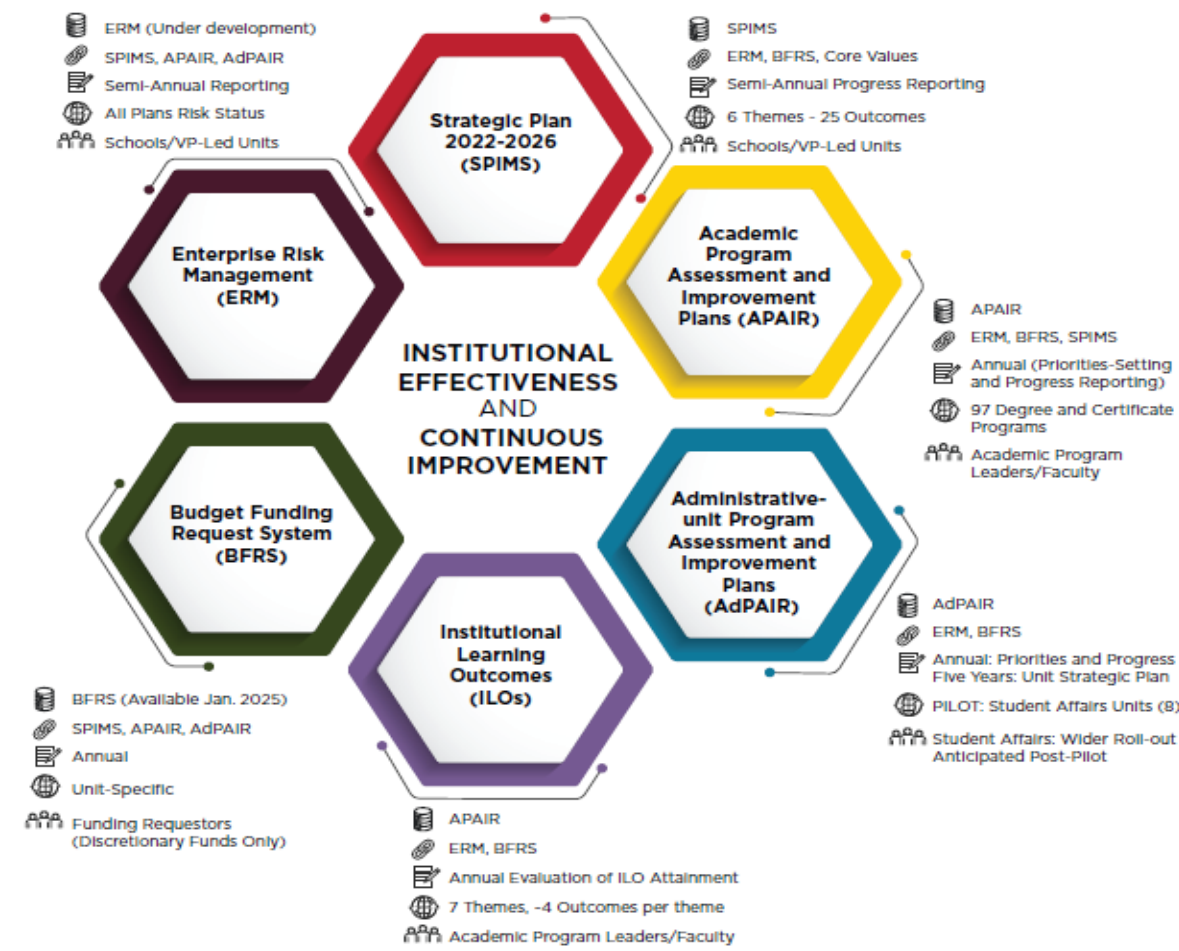 ERM (Under development)
SPIMS, APAIR, AdPAIR
Semi-Annual Reporting
All Plans Risk Status
Schools/VP-Led Units
SPIMS
ERM, BFRS, Core Values
Semi-Annual Progress Reporting
6 Themes - 25 Outcomes
Schools/VP-Led Units
Strategic Plan
2022-2026
(SPIMS)
Enterprise Risk
Management
(ERM)
Academic
Program
Assessment and
Improvement
Plans (APAIR)
INSTITUTIONAL
EFFECTIVENESS
AND
CONTINUOUS
IMPROVEMENT
APAIR
ERM, BFRS, SPIMS
Annual (Priorities-Setting
and Progress Reporting)
97 Degree and Certificate
Programs
Academic Program
Leaders/Faculty
Budget Funding
Request System
(BFRS)
Administrative-
unit Program
Assessment and
Improvement
Plans
(AdPAIR)
Institutional
Learning
Outcomes
(ILOs)
AdPAIR
ERM, BFRS
Annual: Priorities and Progress
Five Years: Unit Strategic Plan
PILOT: Student Affairs Units (8)
Student Affairs: Wider Roll-out
Anticipated Post-Pilot
BFRS (Available Jan. 2025)
SPIMS, APAIR, AdPAIR
Annual
Unit-Specific
Funding Requestors
(Discretionary Funds Only)
APAIR
ERM, BFRS
Annual Evaluation of ILO Attainment
7 Themes, ~4 Outcomes per theme
Academic Program Leaders/Faculty